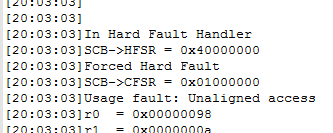 [20:03:03]
[20:03:03]
[20:03:03]In Hard Fault Handler
[20:03:03]SCB->HFSR = 0x40000000
[20:03:03]Forced Hard Fault
[20:03:03]SCB->CFSR = 0x01000000
[20:03:03]Usage fault: Unaligned access
[20:03:03]r0  = 0x00000098
[20:03:03]r1  = 0x0000000a